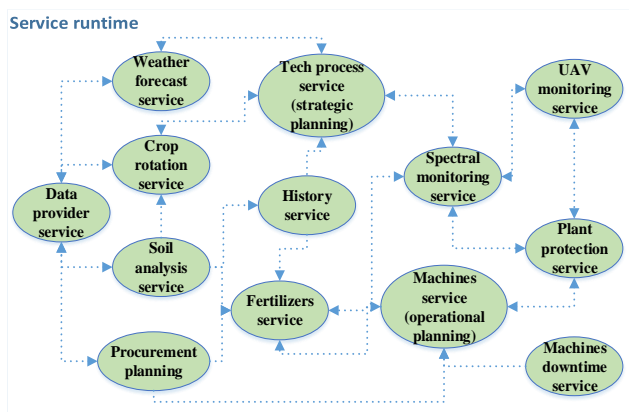 Service runtime
Weather
forecast
service
Tech process
service
(strategic
planning)
UAV
monitoring
service
Crop
rotation
service
Spectral
monitoring
service
Data
provider
service
History
service
Soil
analysis
service
Plant
protection
service
Fertilizers
service
Machines
service
(operational
planning)
Procurement
planning
Machines
downtime
service